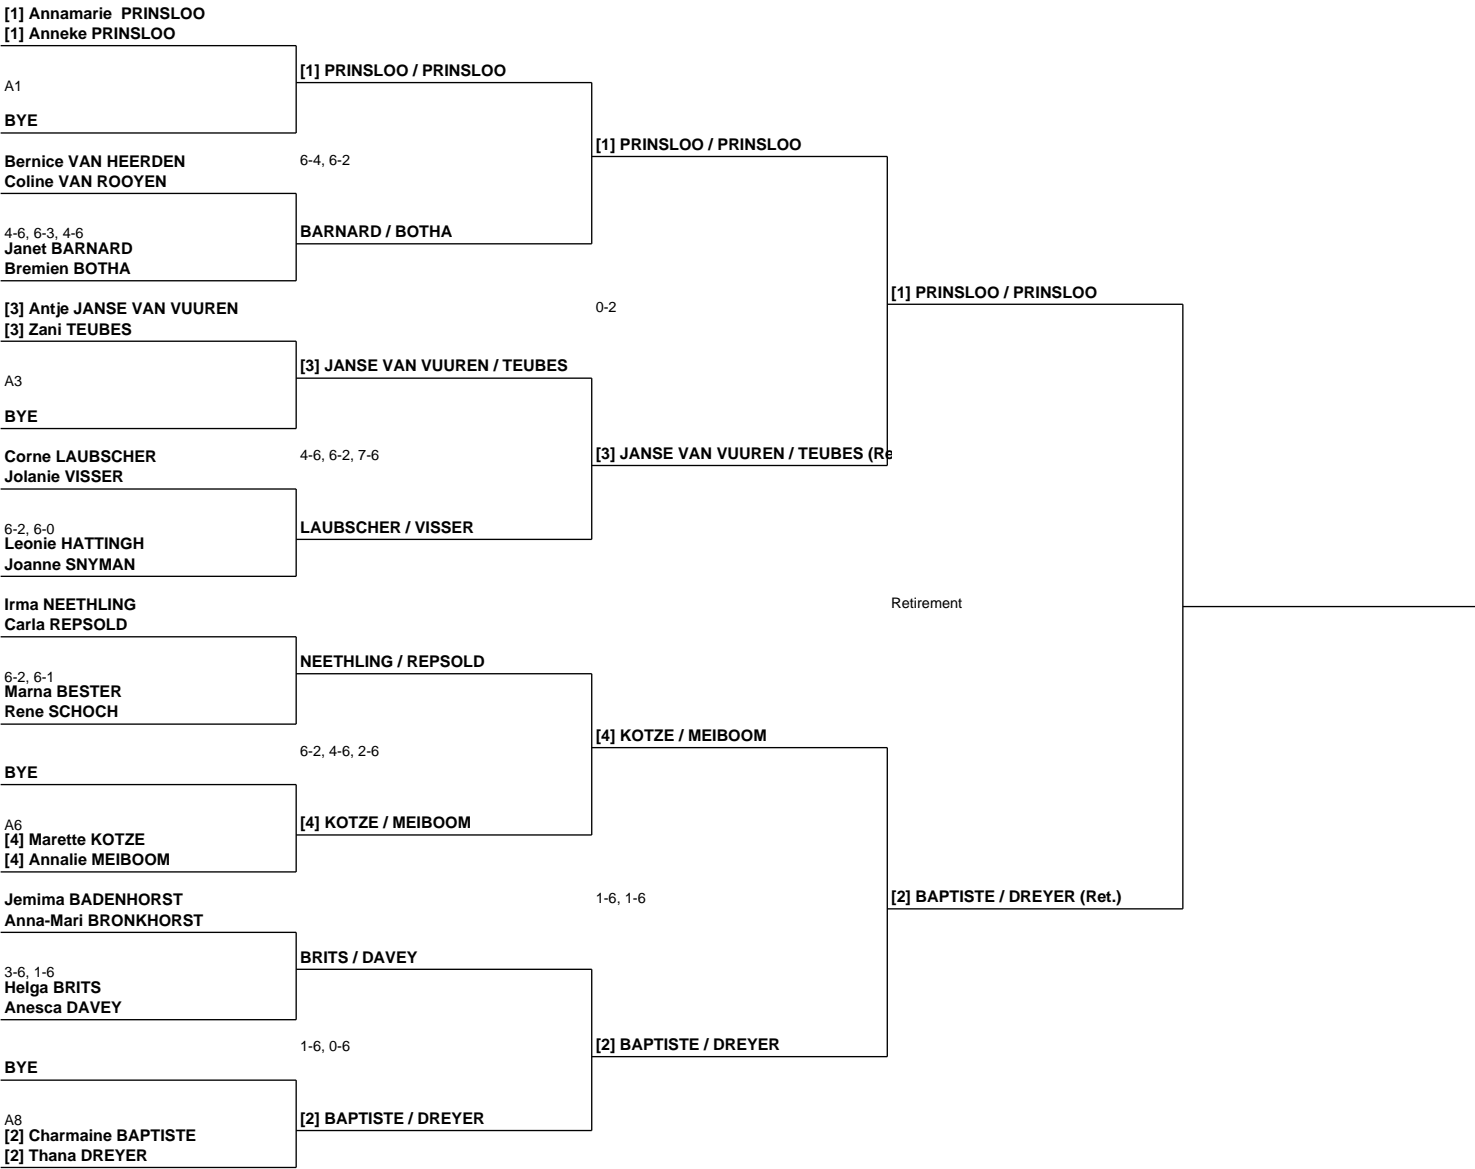 [1] Annamarie  PRINSLOO
[1] Anneke PRINSLOO
[1] PRINSLOO / PRINSLOO
A1
BYE
[1] PRINSLOO / PRINSLOO
Bernice VAN HEERDEN
6-4, 6-2
Coline VAN ROOYEN
4-6, 6-3, 4-6
BARNARD / BOTHA
Janet BARNARD
Bremien BOTHA
[1] PRINSLOO / PRINSLOO
[3] Antje JANSE VAN VUUREN
0-2
[3] Zani TEUBES
[3] JANSE VAN VUUREN / TEUBES
A3
BYE
Corne LAUBSCHER
4-6, 6-2, 7-6
[3] JANSE VAN VUUREN / TEUBES (Re
Jolanie VISSER
6-2, 6-0
LAUBSCHER / VISSER
Leonie HATTINGH
Joanne SNYMAN
Irma NEETHLING
Retirement
Carla REPSOLD
NEETHLING / REPSOLD
6-2, 6-1
Marna BESTER
Rene SCHOCH
[4] KOTZE / MEIBOOM
6-2, 4-6, 2-6
BYE
A6
[4] KOTZE / MEIBOOM
[4] Marette KOTZE
[4] Annalie MEIBOOM
Jemima BADENHORST
1-6, 1-6
[2] BAPTISTE / DREYER (Ret.)
Anna-Mari BRONKHORST
BRITS / DAVEY
3-6, 1-6
Helga BRITS
Anesca DAVEY
1-6, 0-6
[2] BAPTISTE / DREYER
BYE
A8
[2] BAPTISTE / DREYER
[2] Charmaine BAPTISTE
[2] Thana DREYER